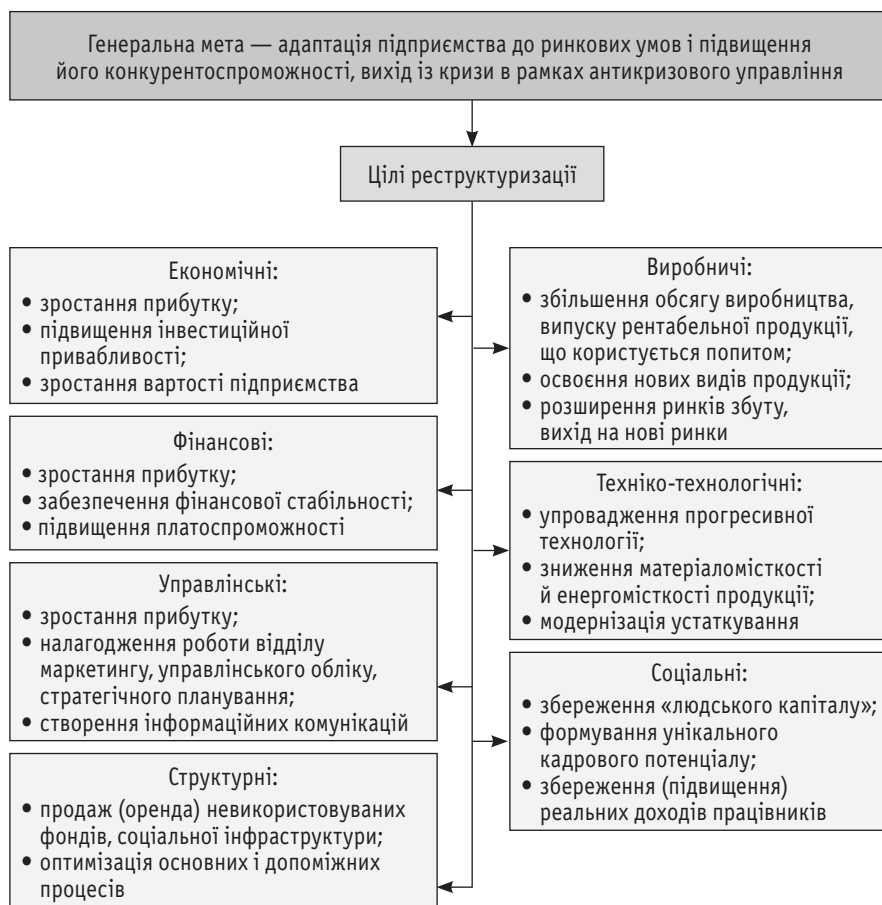 Генеральна мета — адаптація підприємства до ринкових умов і підвищення
його конкурентоспроможності, вихід із кризи в рамках антикризового управління
Цілі реструктуризації
Економічні:
• зростання прибутку;
• підвищення інвестиційної
привабливості;
• зростання вартості підприємства
Фінансові:
• зростання прибутку;
• забезпечення фінансової стабільності;
• підвищення платоспроможності
Управлінські:
• зростання прибутку;
• налагодження роботи відділу
маркетингу, управлінського обліку,
стратегічного планування;
• створення інформаційних комунікацій
Структурні:
• продаж (оренда) невикористовуваних
фондів, соціальної інфраструктури;
• оптимізація основних і допоміжних
процесів
Виробничі:
• збільшення обсягу виробництва,
випуску рентабельної продукції,
що користується попитом;
• освоєння нових видів продукції;
• розширення ринків збуту,
вихід на нові ринки
Техніко-технологічні:
• упровадження прогресивної
технології;
• зниження матеріаломісткості
й енергомісткості продукції;
• модернізація устаткування
Соціальні:
• збереження «людського капіталу»;
• формування унікального
кадрового потенціалу;
• збереження (підвищення)
реальних доходів працівників